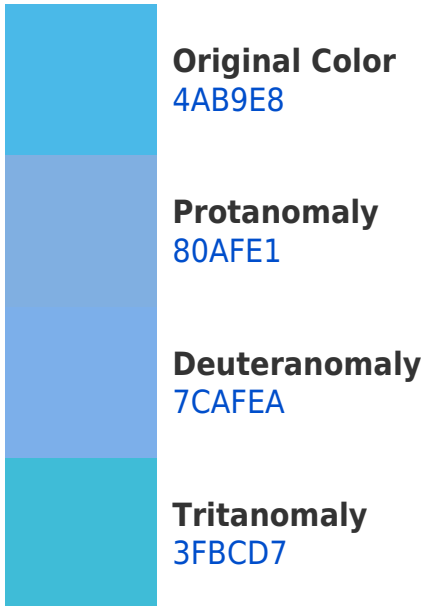 Original Color
4AB9E8
Protanomaly
80AFE1
Deuteranomaly
7CAFEA
Tritanomaly
3FBCD7